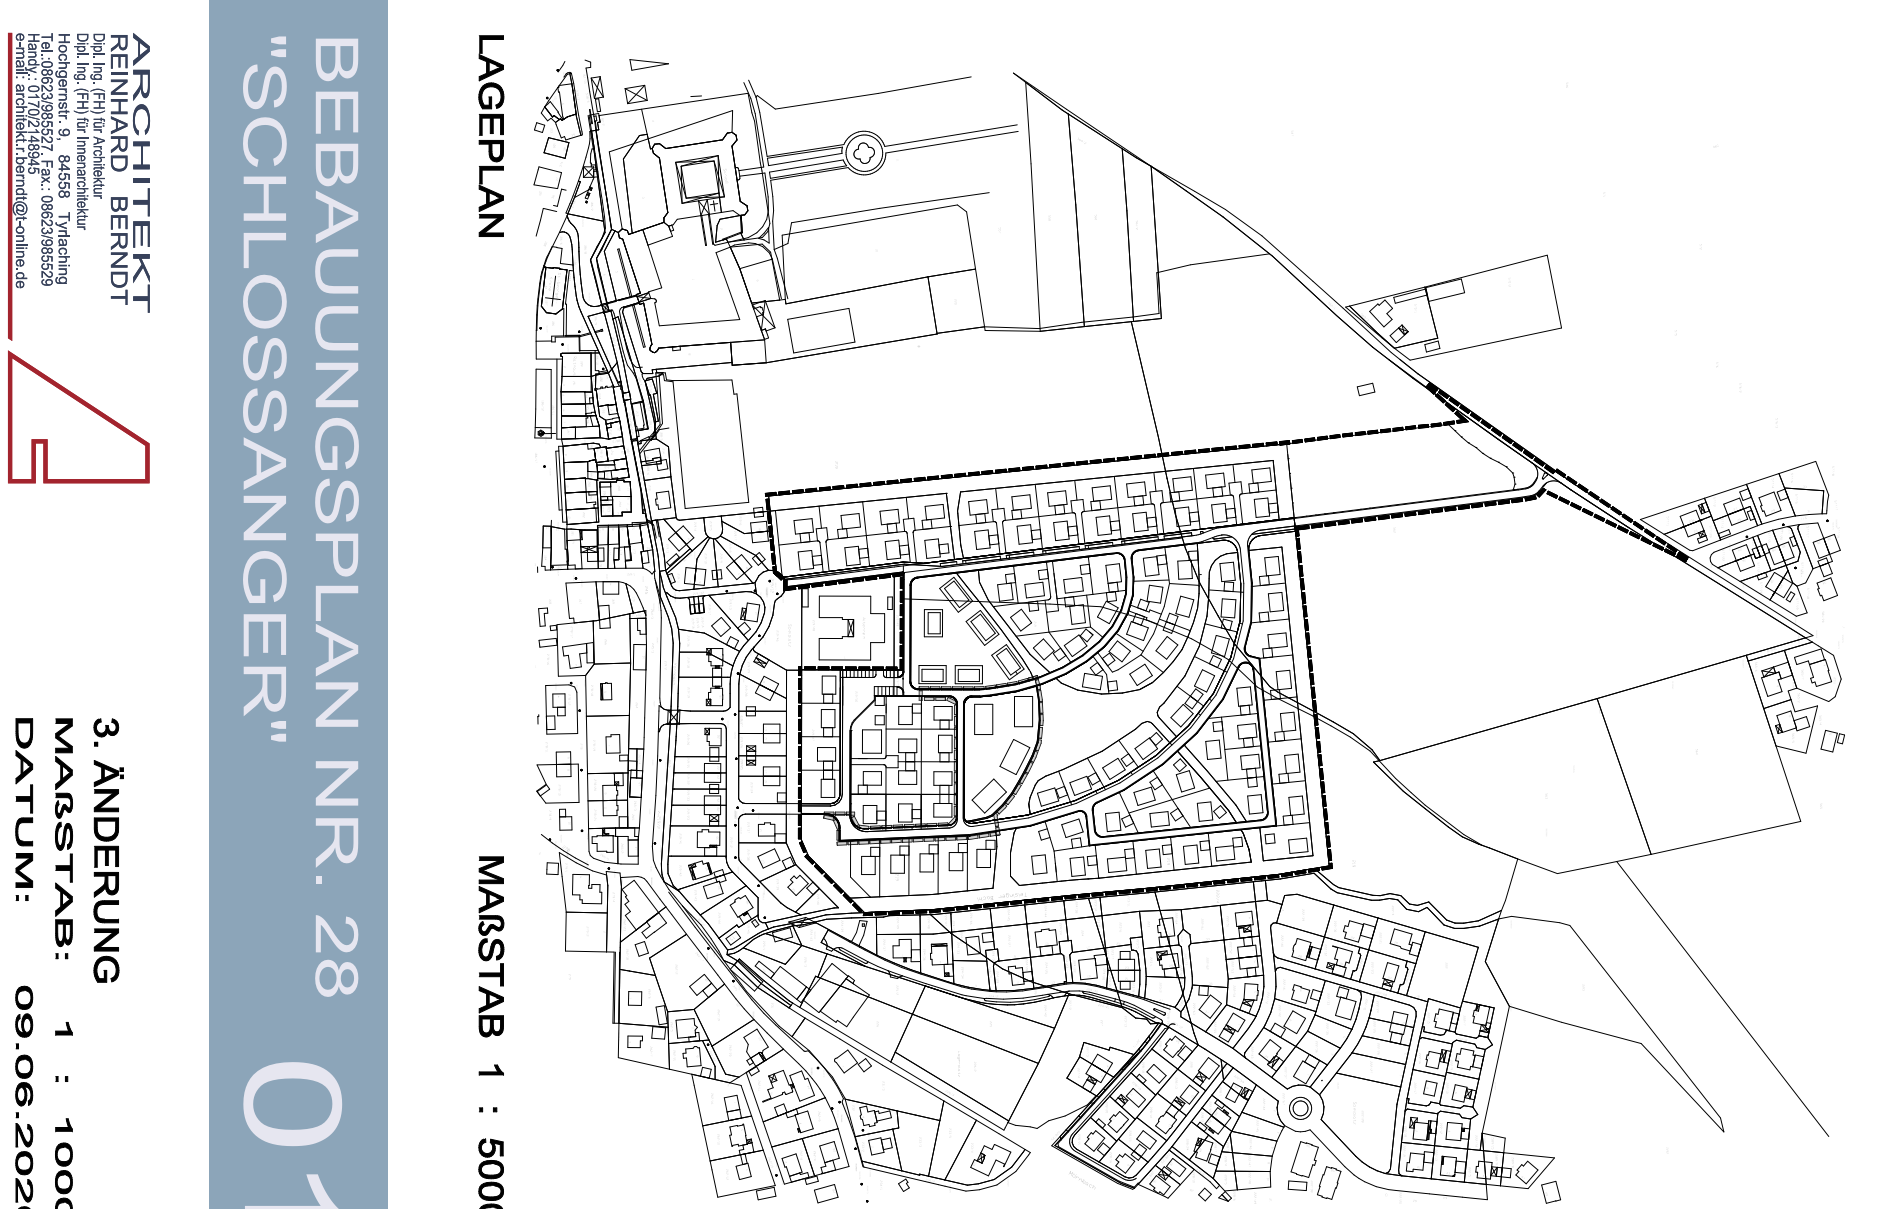 LAGEPLAN MAßSTAB 1 : 5000
BEBAUUUNGSPLAN NR. 28
"SCHLOSSANGER" 01
ARCHITEKT
REINHARD BERNDT
Dipl. Ing. (FH) für Architektur
Dipl. Ing. (FH) für Innenarchitektur
Hochgernstr. 9, 84558 Tyrlaching
Tel.:08623/985527, Fax.: 08623/985529
Handy.: 0170/2148945
e-mail: architekt.r.berndt@t-online.de
3. ÄNDERUNG
MAßSTAB: 1 : 1000
DATUM: 09.06.202